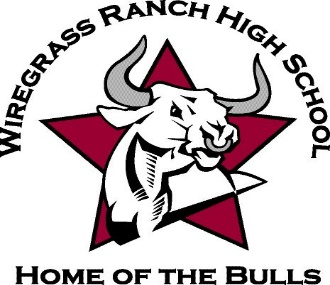 WIREGRASS RANCH HIGH SCHOOL
HOME OF THE BULLS